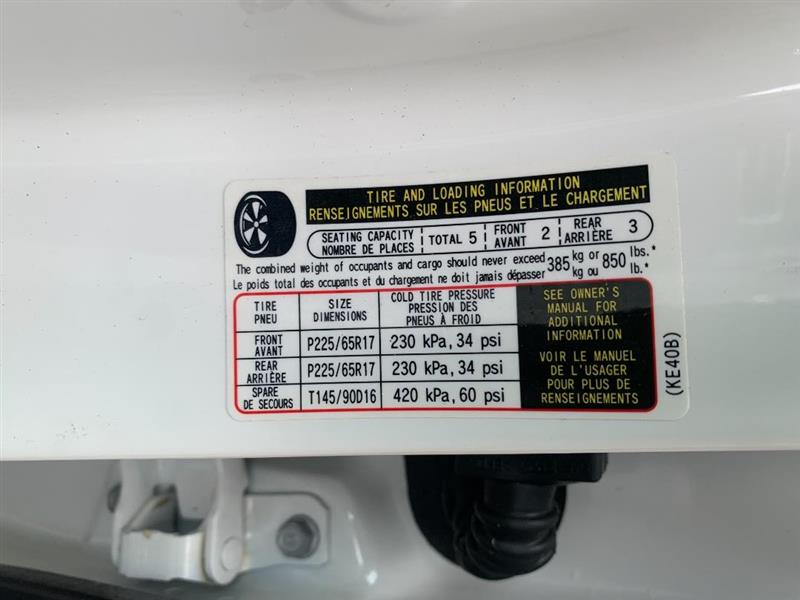 TIRE AND LOADING INFORMATION
RENSEIGNEMENTS SUR LES PNEUS ET LE CHARGEMENT
SEATING CAPACITY
NOMBRE DE PLACES
TOTAL 5
FRONT
AVANT
2
REAR
ARRIÈRE
3
The combined weight of occupants and cargo should never exceed
Le poids total des occupants et du chargement ne doit jamais dépasser
385
kg or
kg ou
850
lbs.*
lb.*
TIRE
PNEU
SIZE
DIMENSIONS
COLD TIRE PRESSURE
PRESSION DES
PNEUS À FROID
FRONT
AVANT
P225/65R17
230 kPa, 34 psi
REAR
ARRIÈRE
P225/65R17
230 kPa, 34 psi
SPARE
DE SECOURS
T145/90D16
420 kPa, 60 psi
SEE OWNER'S
MANUAL FOR
ADDITIONAL
INFORMATION
VOIR LE MANUEL
DE L'USAGER
POUR PLUS DE
RENSEIGNEMENTS
(KE40B)